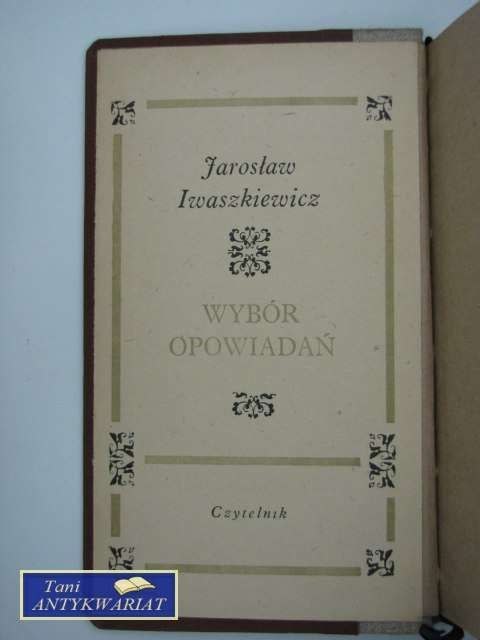 Jarosław
Iwaszkiewicz
WYBÓR
OPOWIADAŃ
Czytelnik
Tani
ANTYKWARIAT